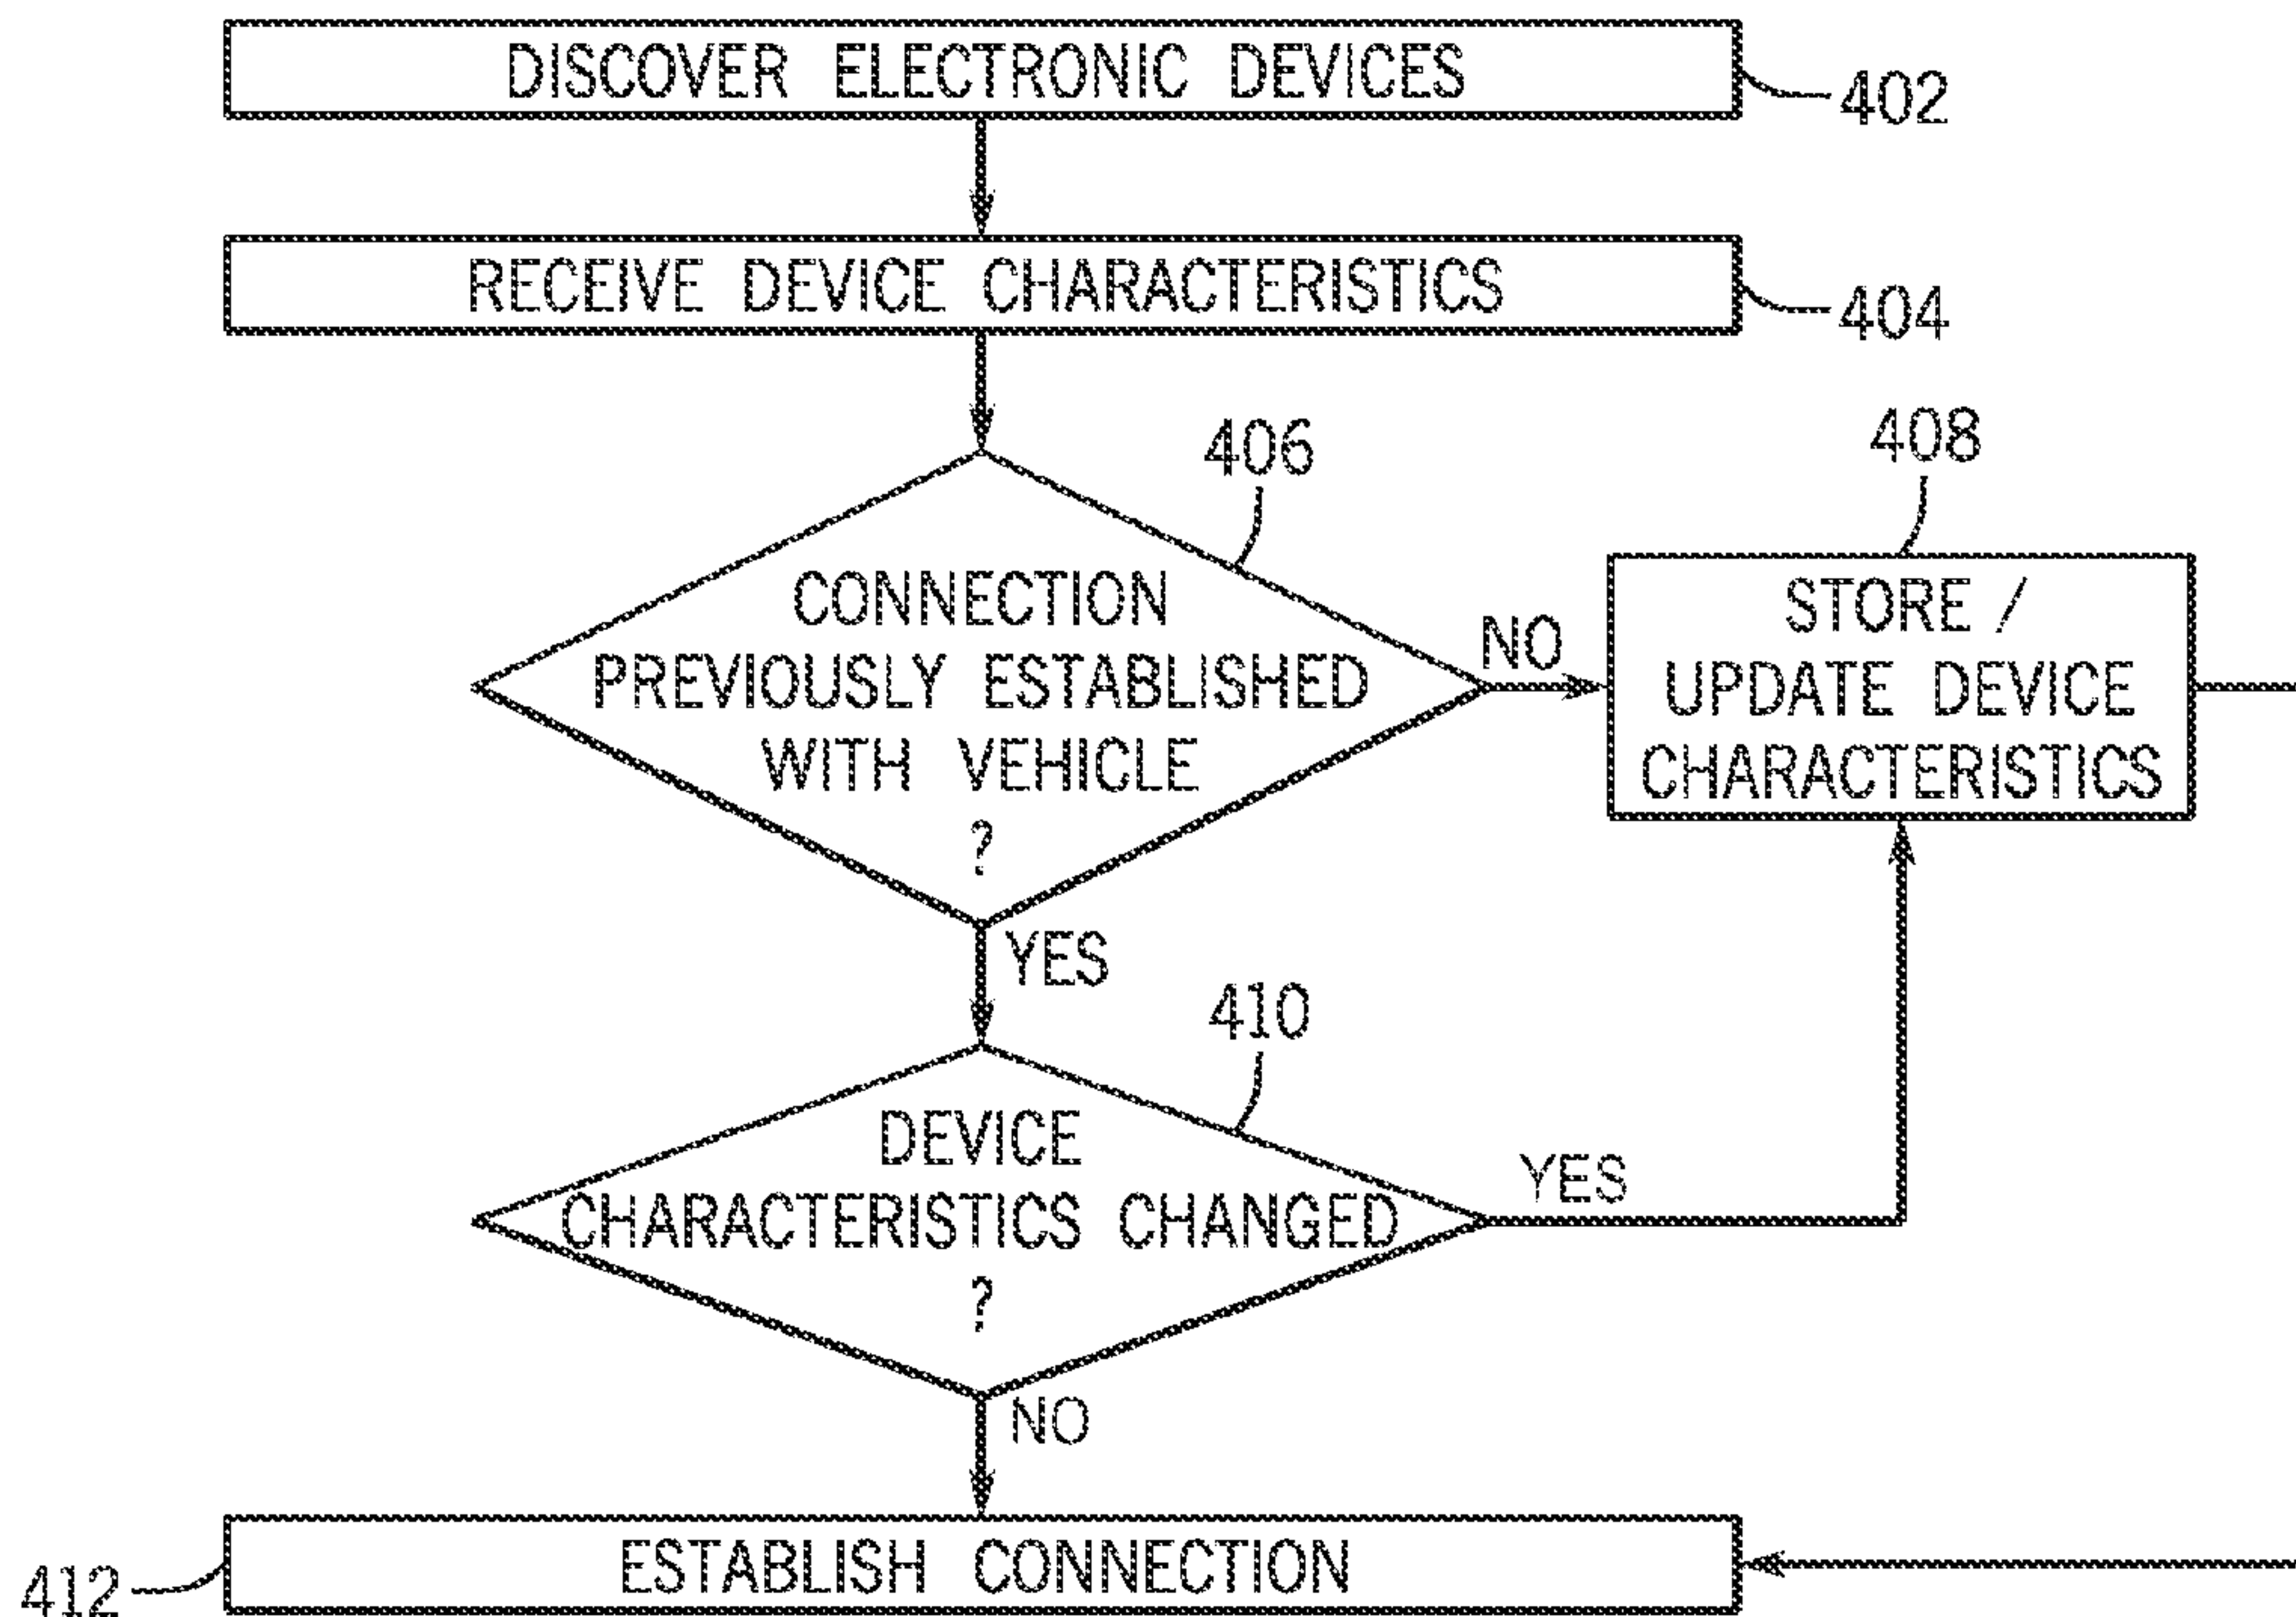 DISCOVER ELECTRONIC DEVICES
402
RECEIVE DEVICE CHARACTERISTICS
404
406
408
CONNECTION
PREVIOUSLY ESTABLISHED
WITH VEHICLE
?
NO
STORE /
UPDATE DEVICE
CHARACTERISTICS
YES
410
DEVICE
CHARACTERISTICS CHANGED
?
YES
NO
ESTABLISH CONNECTION
412